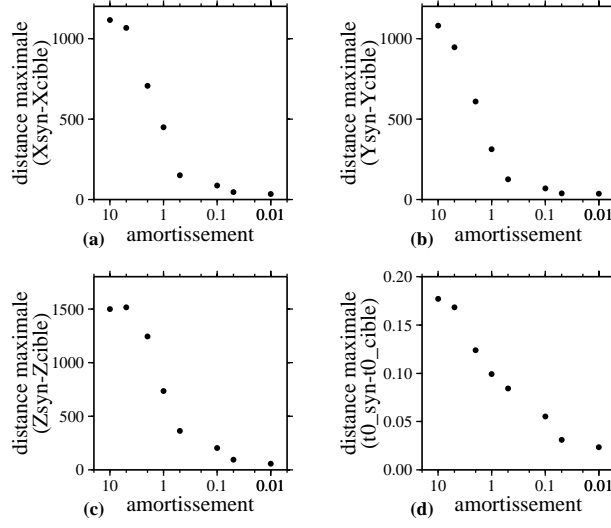 distance maximale
(Xsyn-Xcible)
1000
500
0
10 1 0.1 0.01
(a) amortissement
distance maximale
(Ysyn-Ycible)
1000
500
0
10 1 0.1 0.01
(b) amortissement
distance maximale
(Zsyn-Zcible)
1500
1000
500
0
10 1 0.1 0.01
(c) amortissement
distance maximale
(t0_syn-t0_cible)
0.20
0.15
0.10
0.05
0.00
10 1 0.1 0.01
(d) amortissement